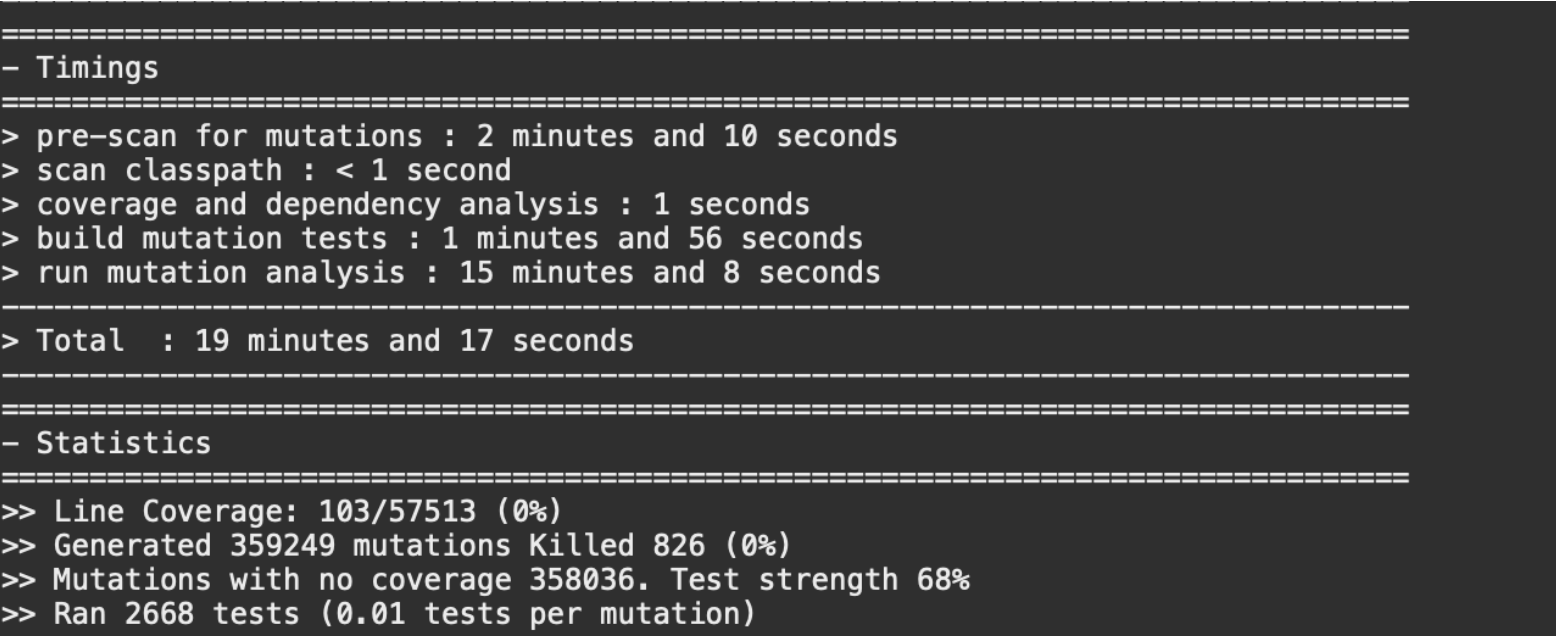 ================================================================================
- Timings
================================================================================
> pre-scan for mutations : 2 minutes and 10 seconds
> scan classpath : < 1 second
> coverage and dependency analysis : 1 seconds
> build mutation tests : 1 minutes and 56 seconds
> run mutation analysis : 15 minutes and 8 seconds
--------------------------------------------------------------------------------
> Total  : 19 minutes and 17 seconds
--------------------------------------------------------------------------------
================================================================================
- Statistics
================================================================================
>> Line Coverage: 103/57513 (0%)
>> Generated 359249 mutations Killed 826 (0%)
>> Mutations with no coverage 358036. Test strength 68%
>> Ran 2668 tests (0.01 tests per mutation)